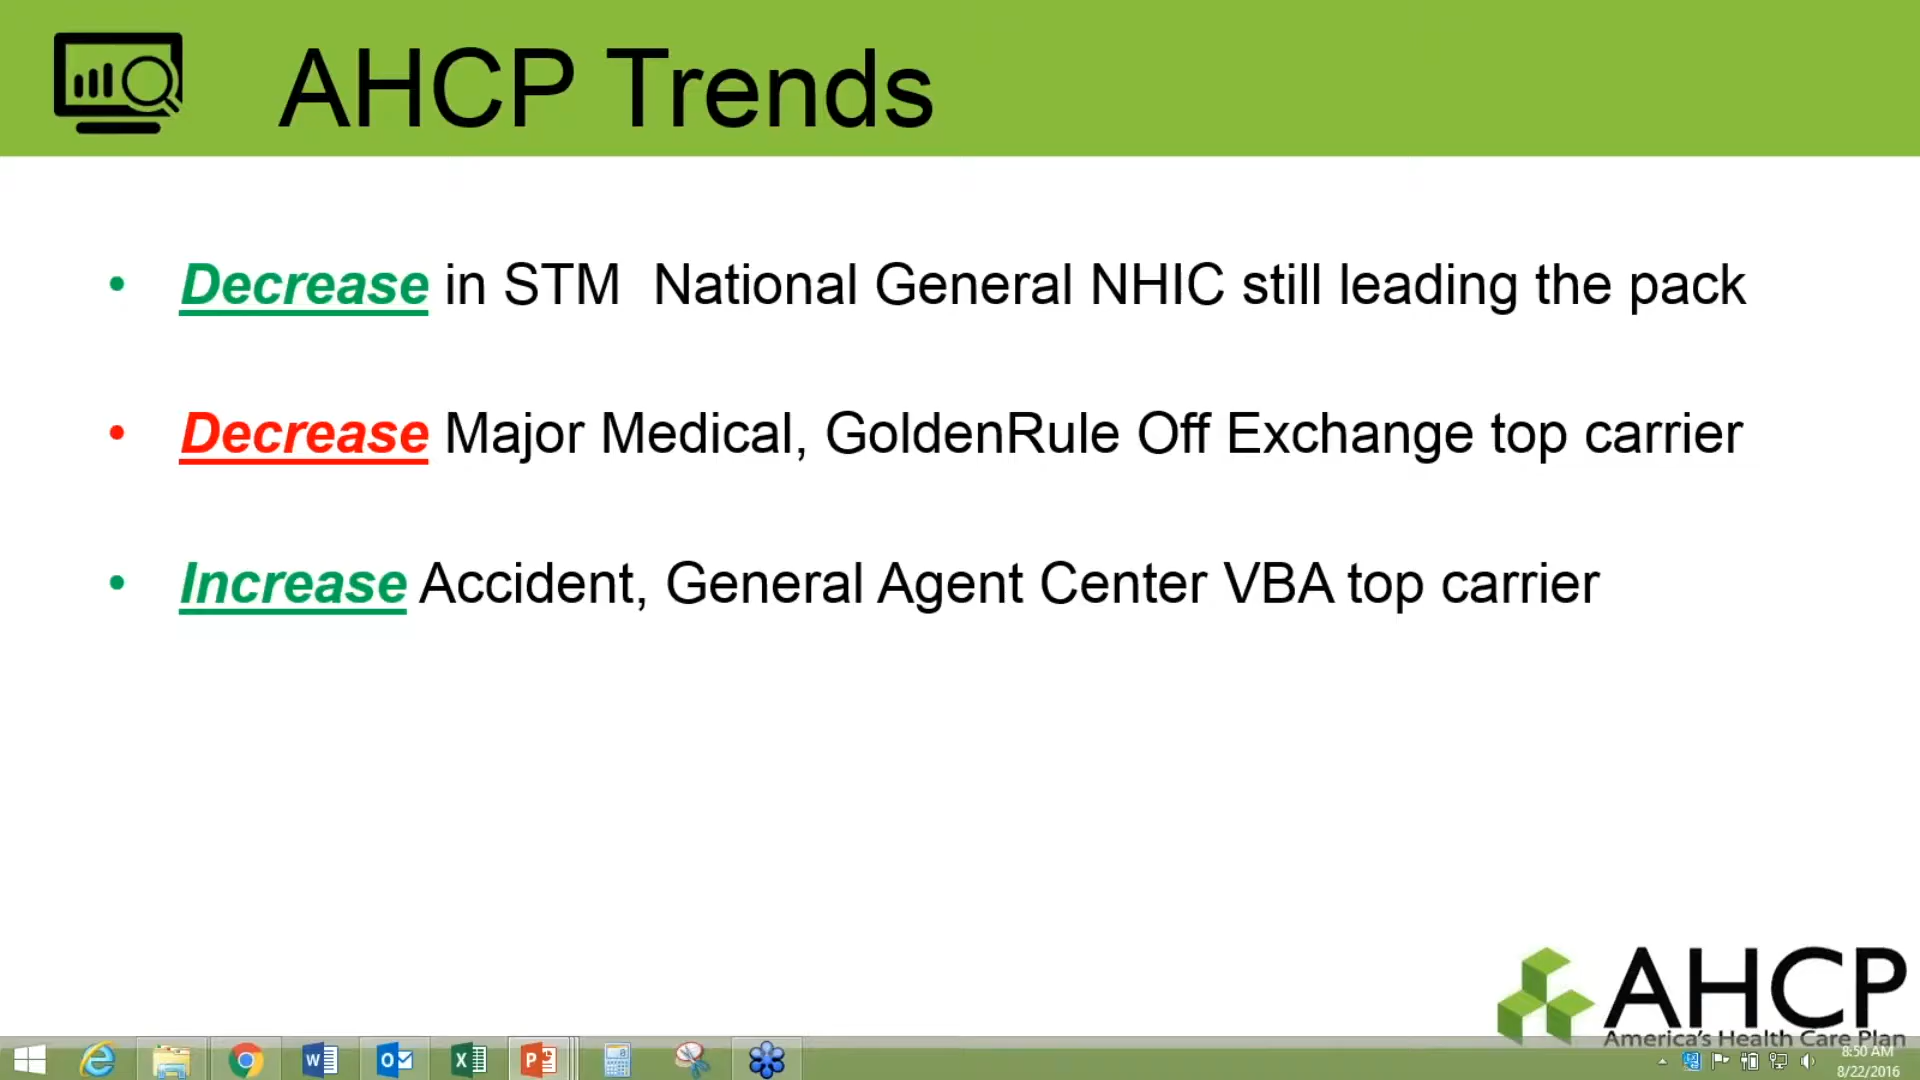 AHCP Trends
• Decrease in STM  National General NHIC still leading the pack
• Decrease Major Medical, GoldenRule Off Exchange top carrier
• Increase Accident, General Agent Center VBA top carrier
AHCP
America's Health Care Plan
8:50 AM
8/22/2016